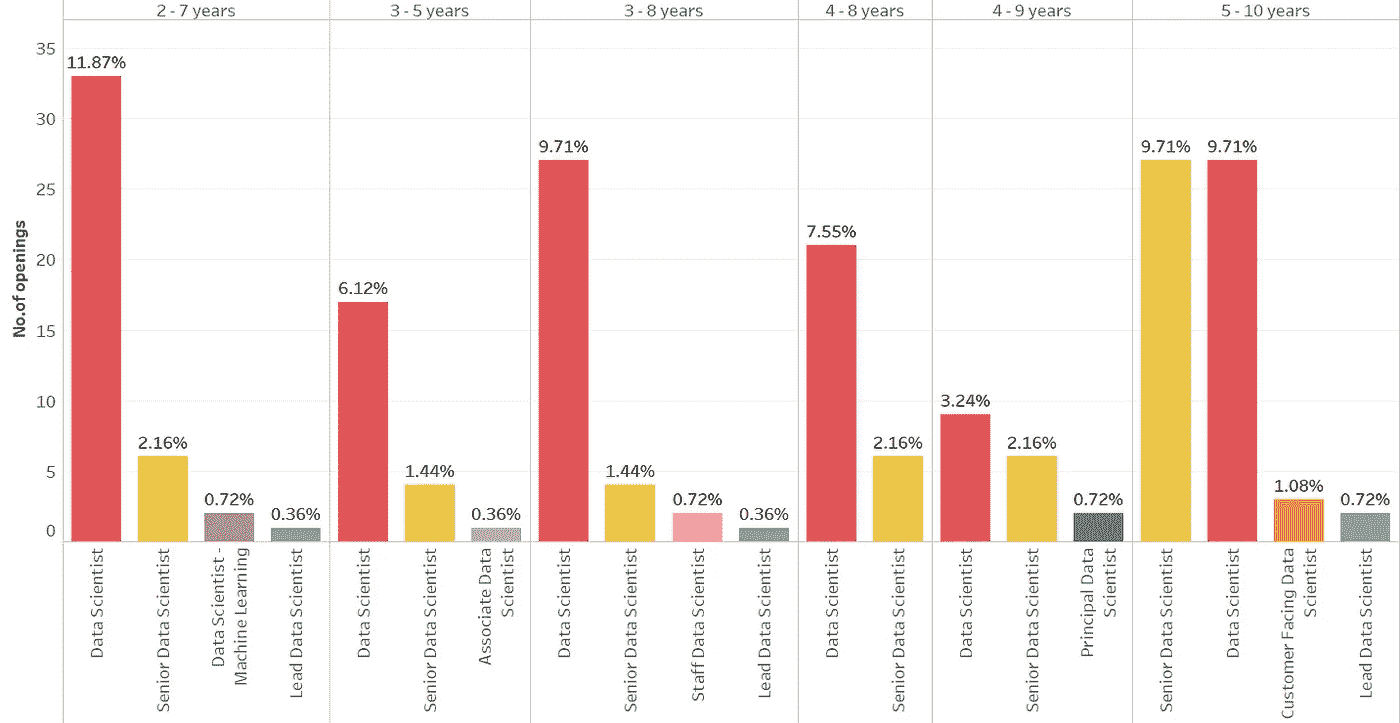 2 - 7 years
3 - 5 years
3 - 8 years
4 - 8 years
4 - 9 years
5 - 10 years
No.of openings
35
30
25
20
15
10
5
0
11.87%
2.16%
0.72%
0.36%
6.12%
1.44%
0.36%
9.71%
1.44%
0.72%
0.36%
7.55%
2.16%
3.24%
2.16%
0.72%
9.71%
9.71%
1.08%
0.72%
Data Scientist
Senior Data Scientist
Data Scientist -
Machine Learning
Lead Data Scientist
Data Scientist
Senior Data Scientist
Associate Data
Scientist
Data Scientist
Senior Data Scientist
Staff Data Scientist
Lead Data Scientist
Data Scientist
Senior Data Scientist
Data Scientist
Senior Data Scientist
Principal Data
Scientist
Senior Data Scientist
Data Scientist
Customer Facing Data
Scientist
Lead Data Scientist